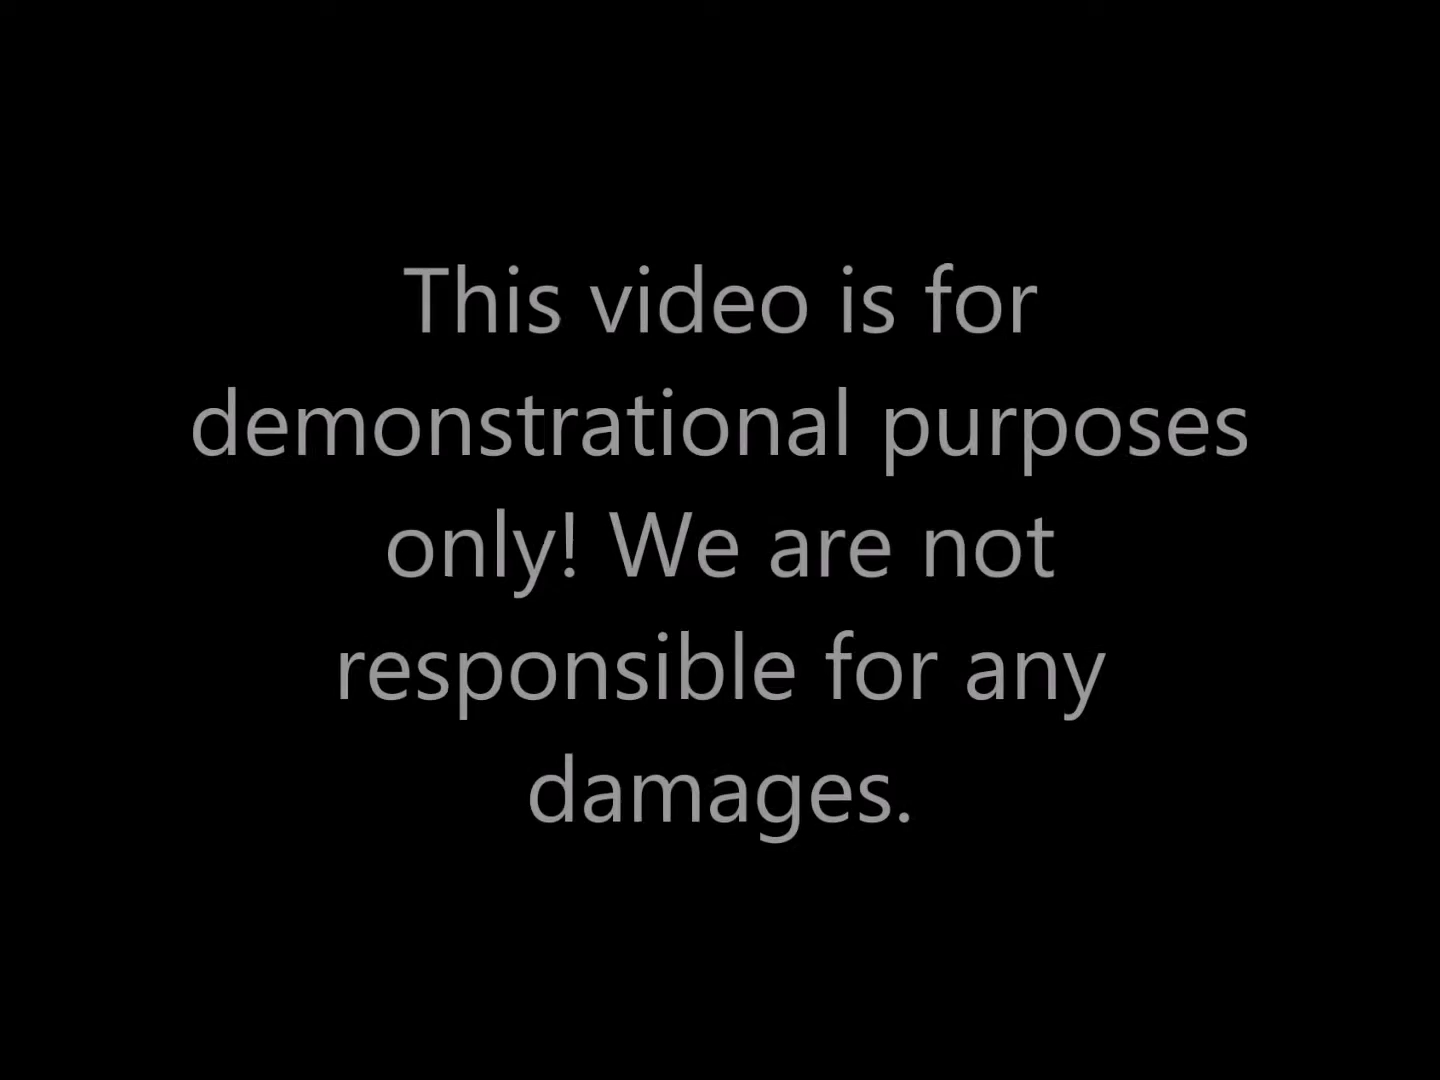 This video is for
demonstrational purposes
only! We are not
responsible for any
damages.